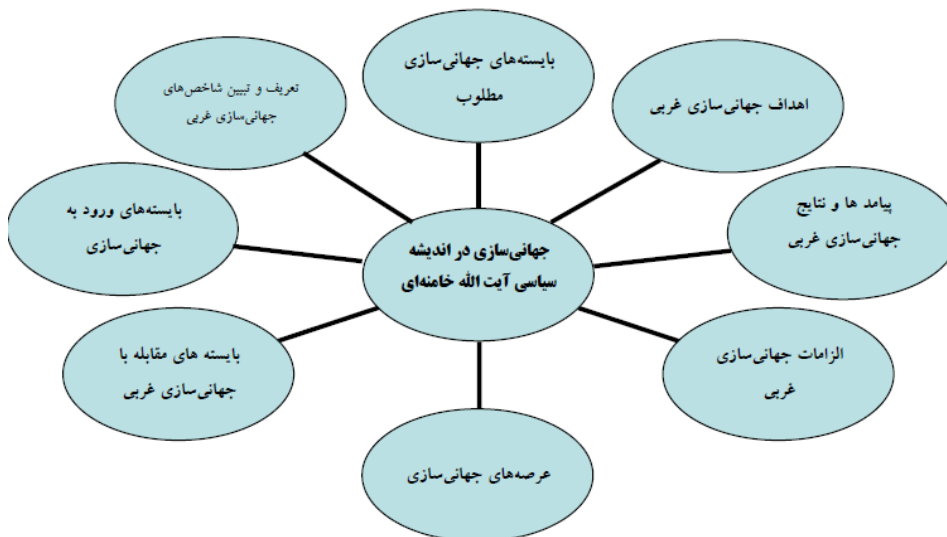 بایسته‌های جهانی‌سازی
مطلوب
اهداف جهانی‌سازی غربی
پیامد ها و نتایج
جهانی‌سازی غربی
الزامات جهانی‌سازی
غربی
عرصه‌های جهانی‌سازی
بایسته های مقابله با
جهانی‌سازی غربی
بایسته‌های ورود به
جهانی‌سازی
تعریف و تبیین شاخص‌های
جهانی‌سازی غربی
جهانی‌سازی در اندیشه
سیاسی آیت الله خامنه‌ای